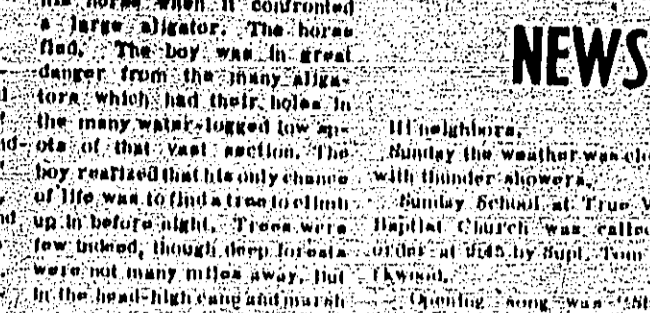 his horse when it confronted
a large aligator. The horse
fled. The boy was in great
danger from the many aliga-
tors which had their holes in
the many water-logged low sp-
ots of that vast section. The
boy realized that his only chance
of life was to find a tree to climb
up in before night. Trees were
few indeed, though deep forests
were not many miles away. But
in the head-high cane and marsh
NEWS
Hi neighbors.
Sunday the weather was
with thunder showers.
Sunday School at True
Baptist Church was called
order at 9:45 by Supt. Tom
Opening song was